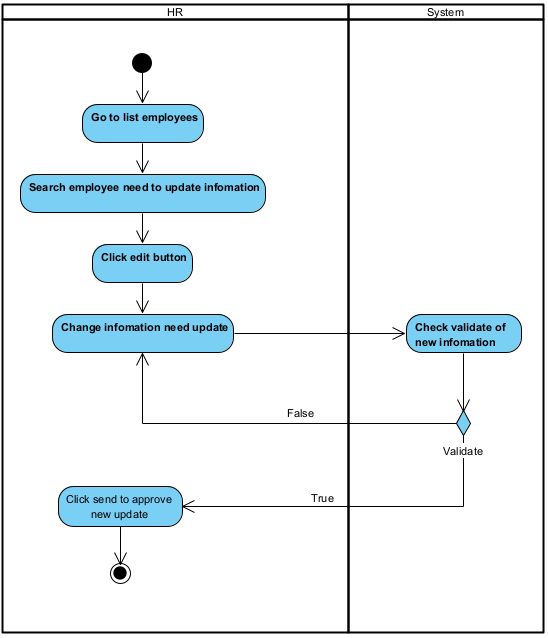 HR
System
Go to list employees
Search employee need to update infomation
Click edit button
Change infomation need update
Check validate of
new infomation
False
Validate
True
Click send to approve
new update